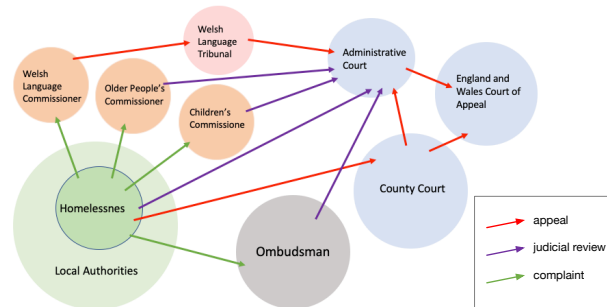 Welsh
Language
Tribunal
Administrative
Court
Welsh
Language
Commissioner
Older People's
Commissioner
Children's
Commissione
England and
Wales Court of
Appeal
County Court
Homelessnes
Local Authorities
Ombudsman
appeal
judicial review
complaint